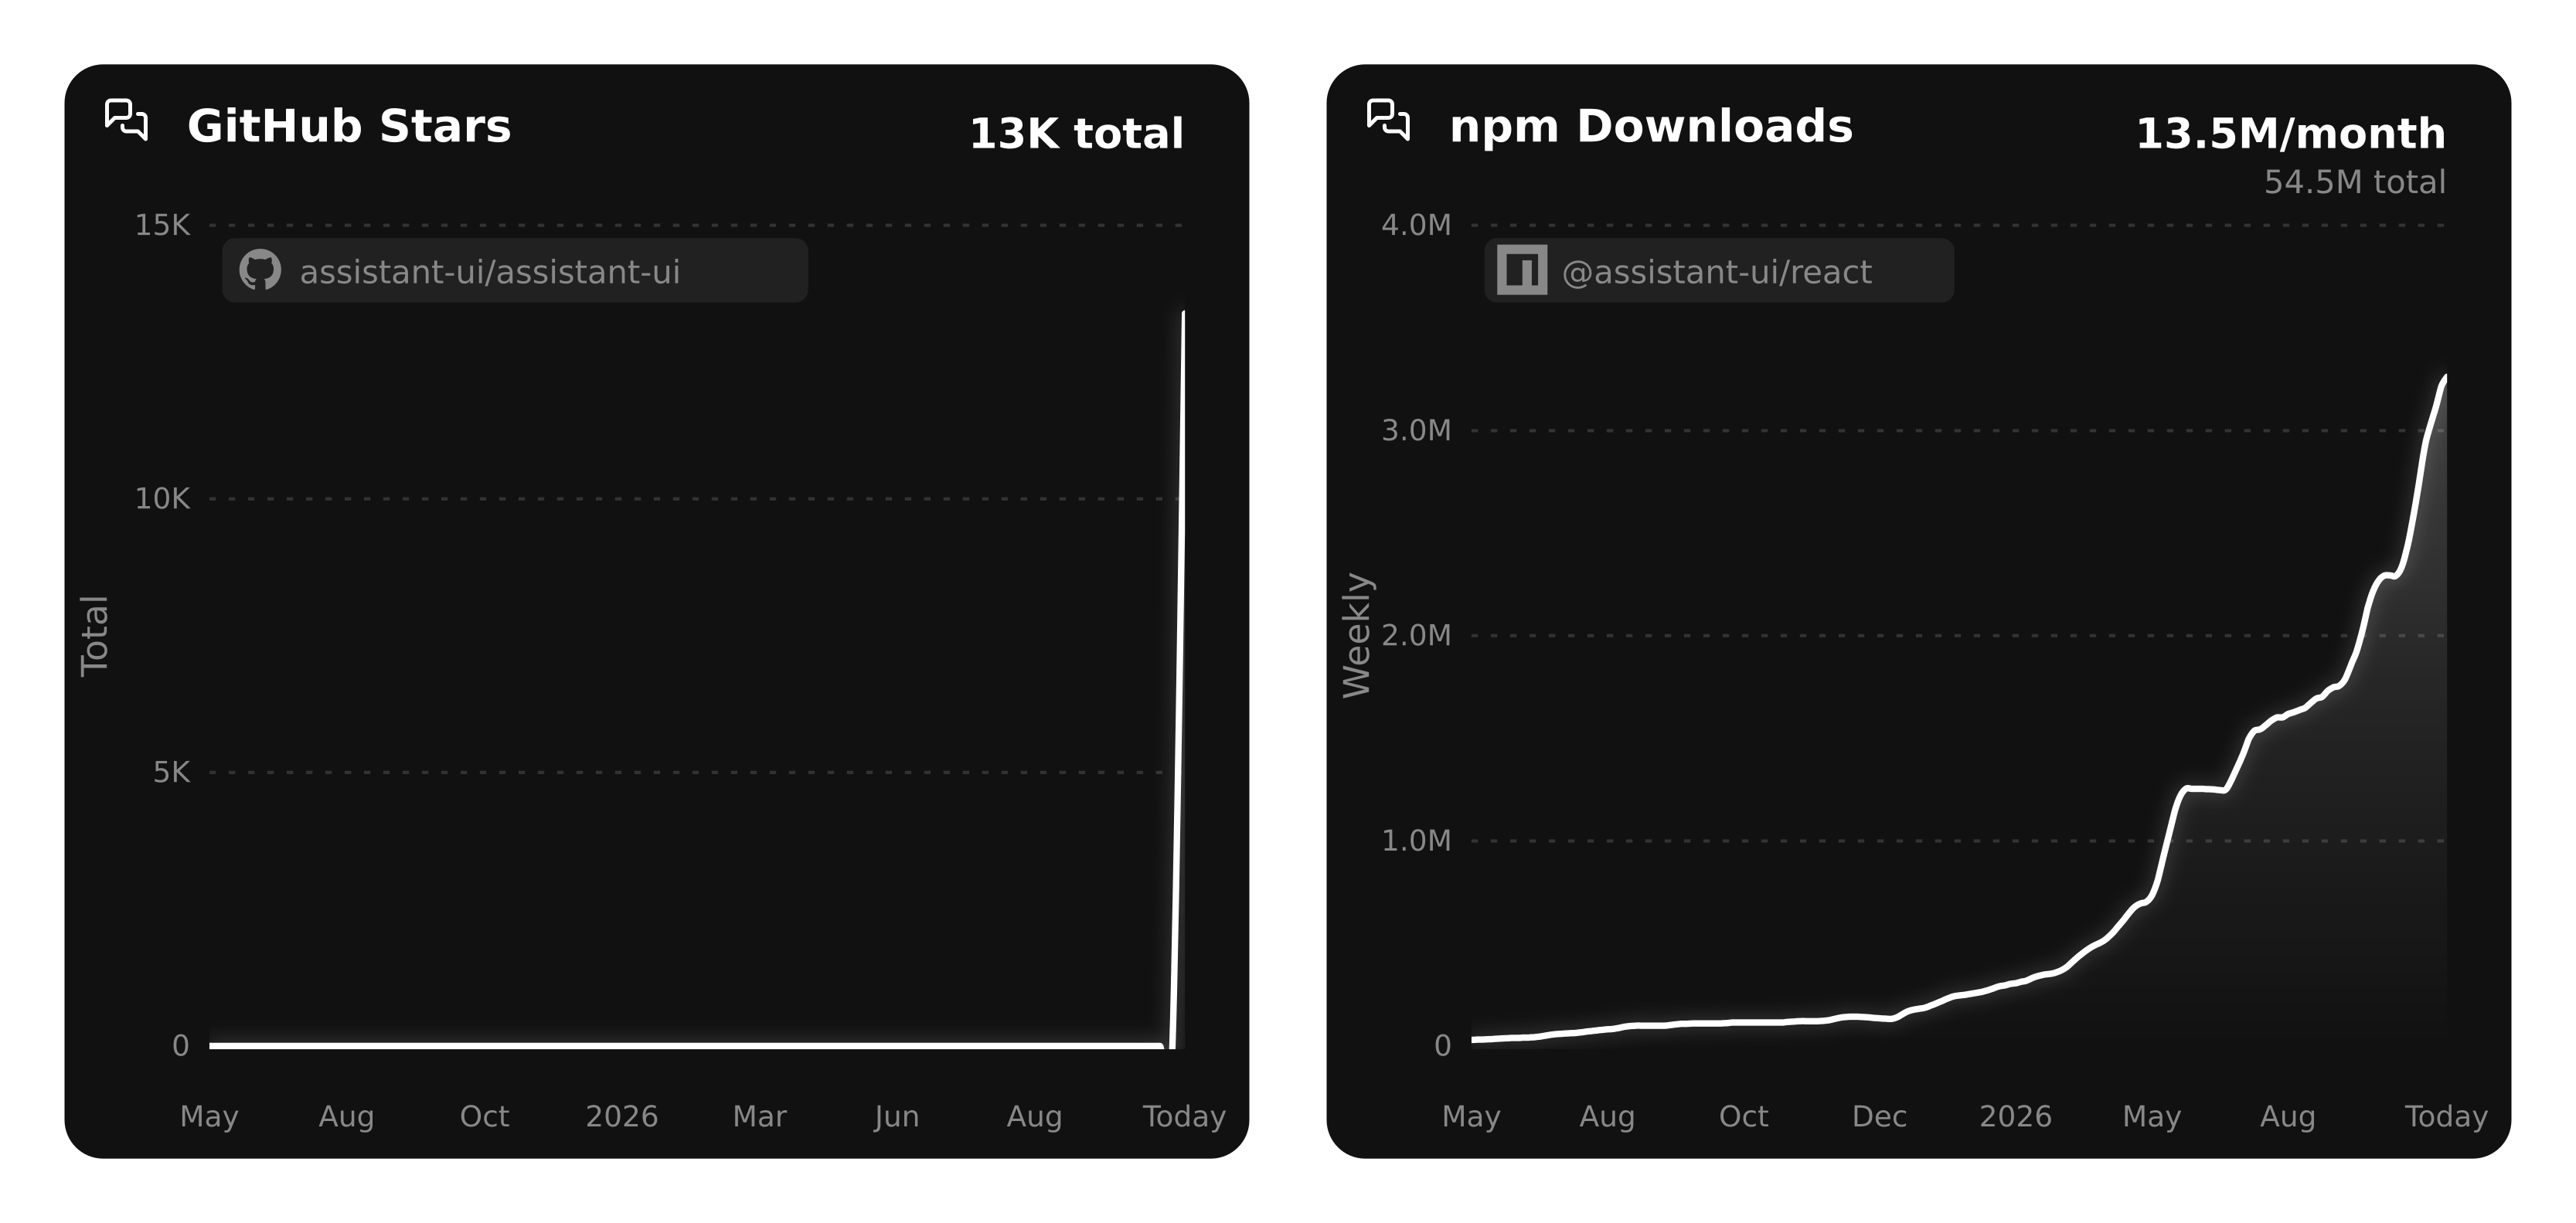 GitHub Stars
13K total
15K
assistant-ui/assistant-ui
10K
Total
5K
0
May Aug Oct 2026 Mar Jun Aug Today
npm Downloads
13.5M/month
54.5M total
4.0M
@assistant-ui/react
3.0M
Weekly
2.0M
1.0M
0
May Aug Oct Dec 2026 May Aug Today